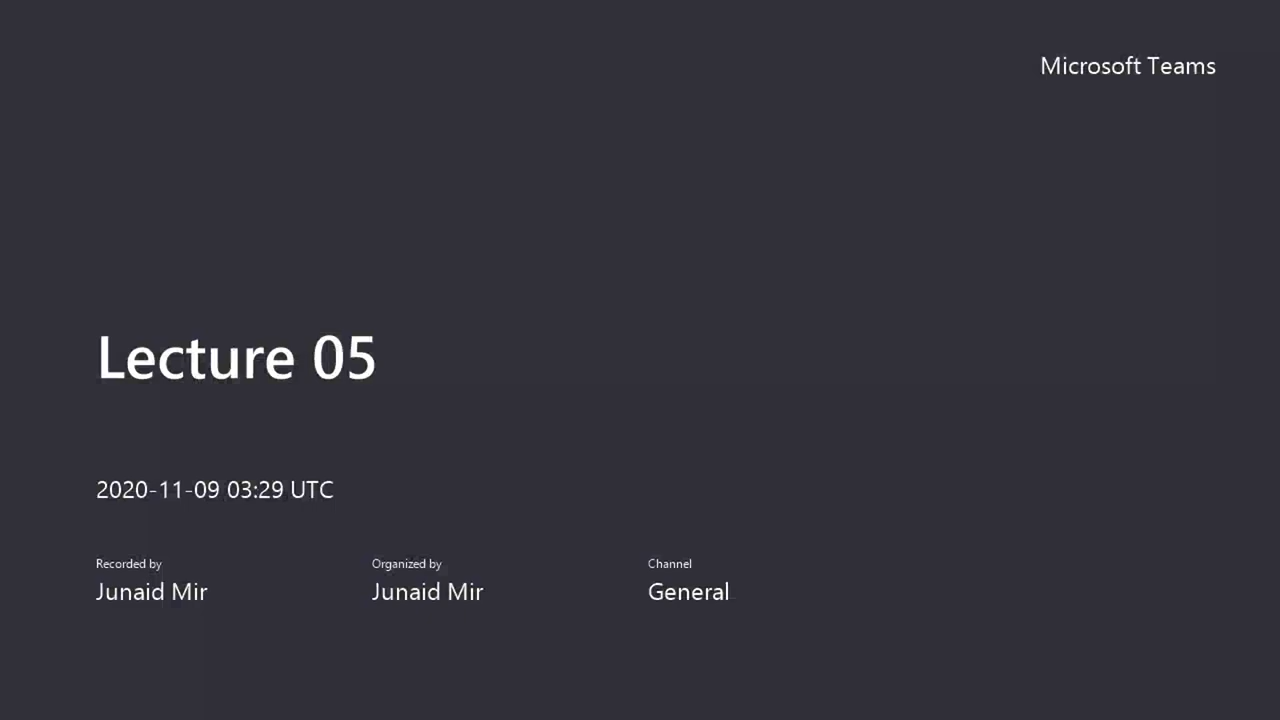 Microsoft Teams
Lecture 05
2020-11-09 03:29 UTC
Recorded by
Junaid Mir
Organized by
Junaid Mir
Channel
General